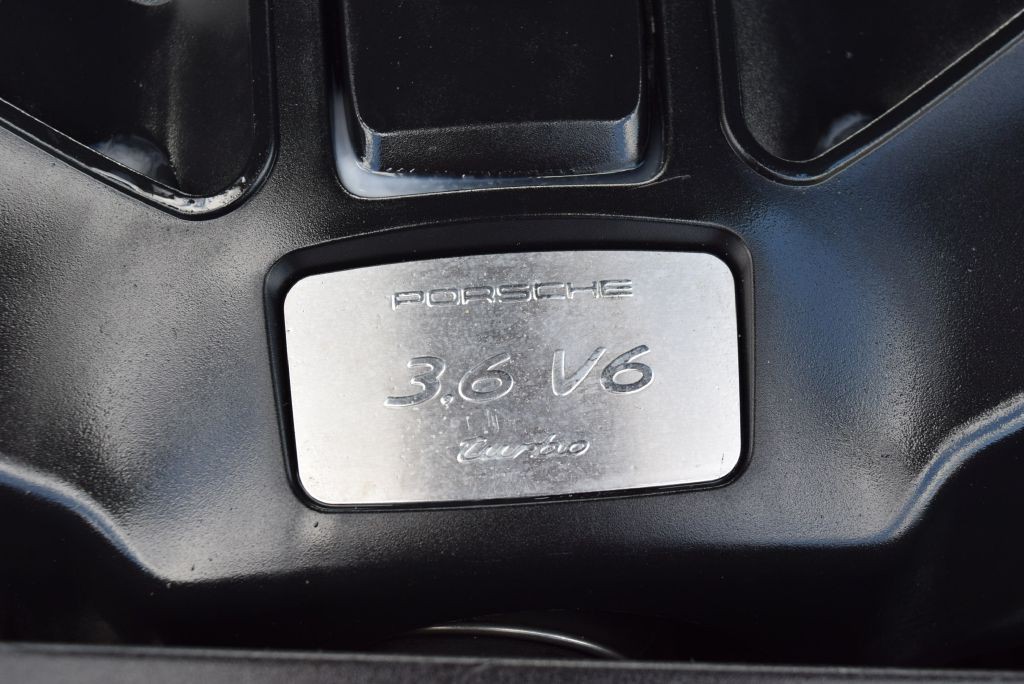 PORSCHE
3.6 V6
turbo